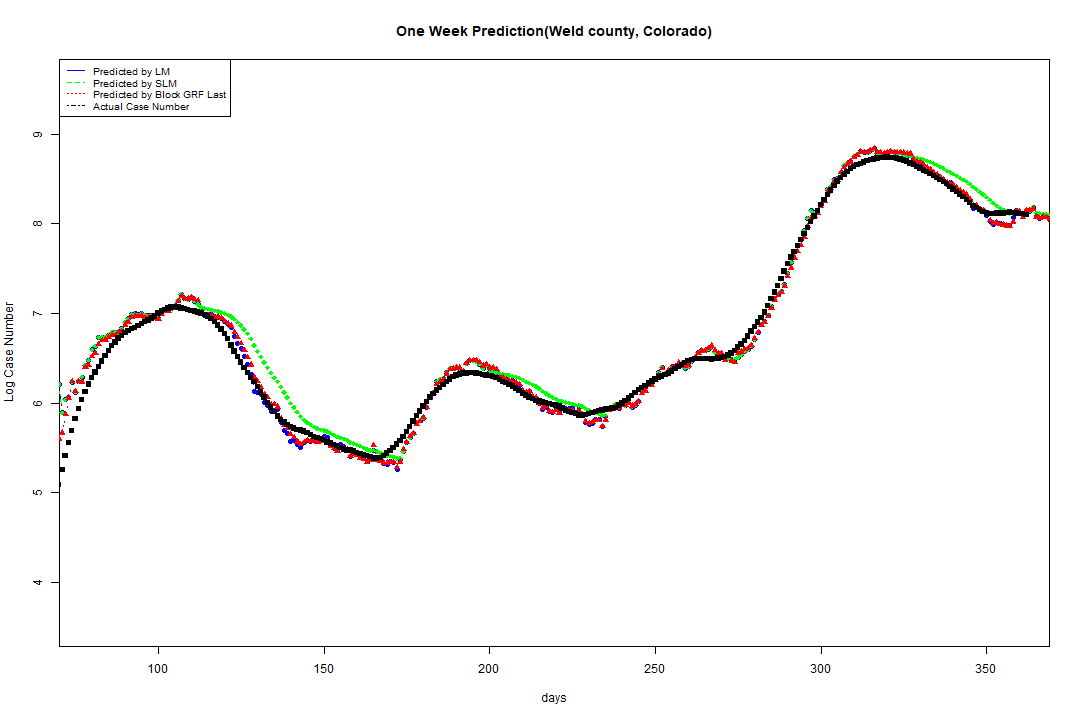 One Week Prediction(Weld county, Colorado)
Predicted by LM
Predicted by SLM
Predicted by Block GRF Last
Actual Case Number
Log Case Number
9
8
7
6
5
4
100 150 200 250 300 350
days